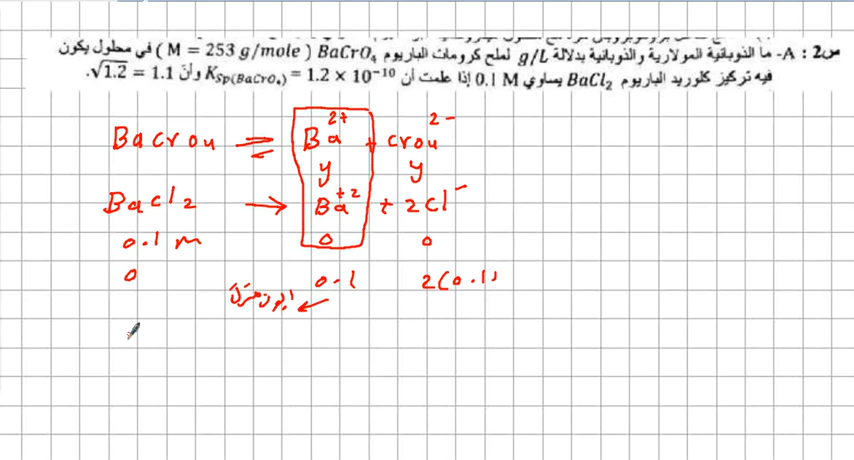 س2 : A- ما الذوبانية المولارية والذوبانية بدلالة g/L لملح كرومات الباريوم BaCrO₄ ( M = 253 g/mole ) في محلول يكون
فيه تركيز كلوريد الباريوم BaCl₂ يساوي 0.1 M إذا علمت أن Ksp(BaCrO₄) = 1.2 × 10⁻¹⁰ وأن √1.2 = 1.1.
Bacro4 ⇌ Ba²⁺ + cro4²⁻
y y
Bacl2 → Ba⁺² + 2Cl⁻
0.1 M 0 0
0 0.1 2(0.1)
ايون مشترك